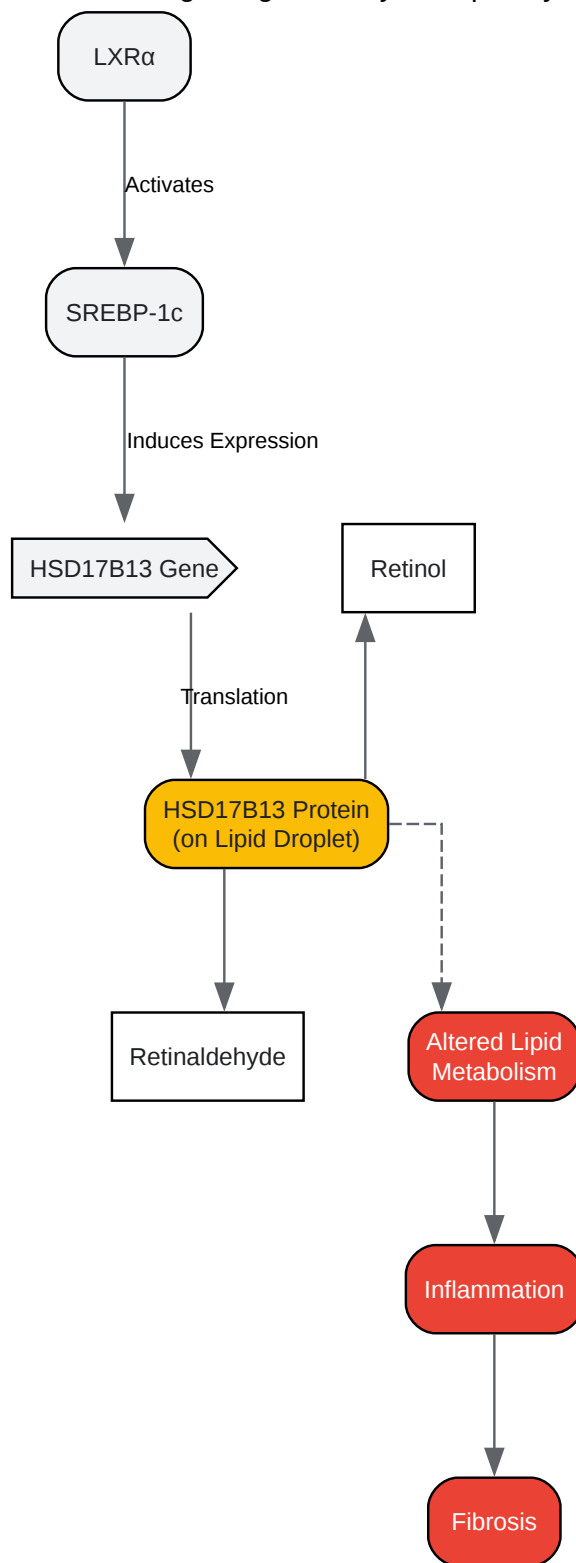 LXRα
Activates
SREBP-1c
Induces Expression
HSD17B13 Gene
Retinol
Translation
HSD17B13 Protein
(on Lipid Droplet)
Retinaldehyde
Altered Lipid
Metabolism
Inflammation
Fibrosis